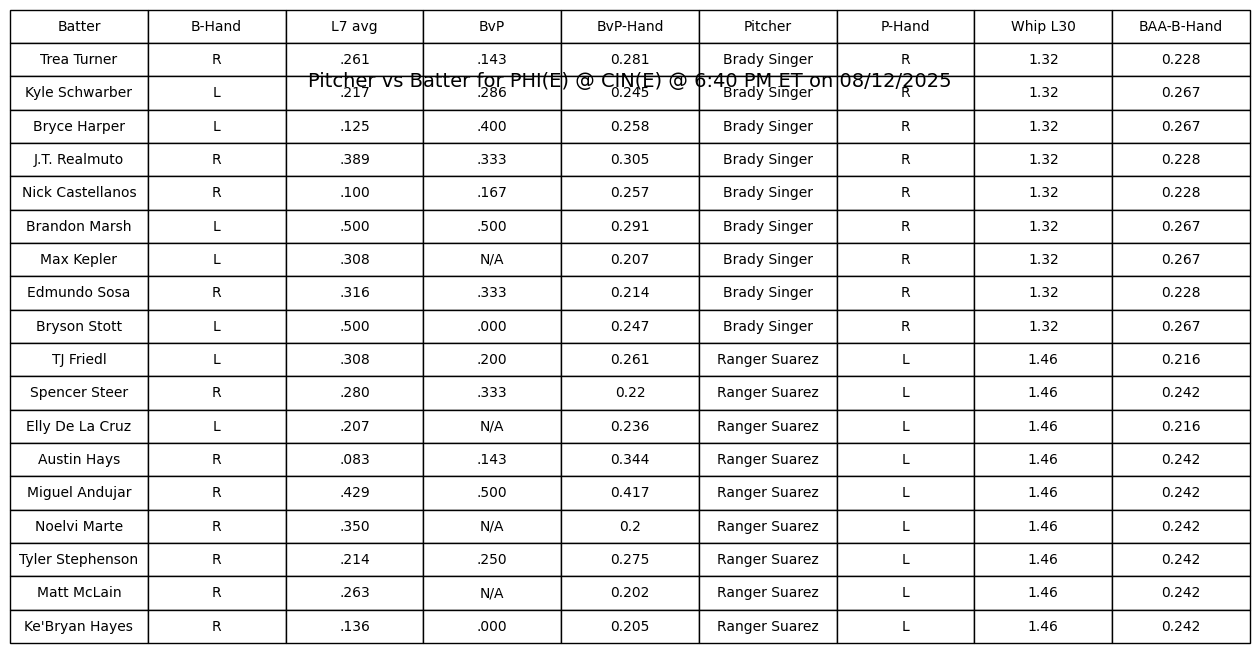 Batter B-Hand L7 avg BvP BvP-Hand Pitcher P-Hand Whip L30 BAA-B-Hand
Trea Turner R .261 .143 0.281 Brady Singer R 1.32 0.228
Pitcher vs Batter for PHI(E) @ CIN(E) @ 6:40 PM ET on 08/12/2025
Kyle Schwarber L .217 .286 0.245 Brady Singer R 1.32 0.267
Bryce Harper L .125 .400 0.258 Brady Singer R 1.32 0.267
J.T. Realmuto R .389 .333 0.305 Brady Singer R 1.32 0.228
Nick Castellanos R .100 .167 0.257 Brady Singer R 1.32 0.228
Brandon Marsh L .500 .500 0.291 Brady Singer R 1.32 0.267
Max Kepler L .308 N/A 0.207 Brady Singer R 1.32 0.267
Edmundo Sosa R .316 .333 0.214 Brady Singer R 1.32 0.228
Bryson Stott L .500 .000 0.247 Brady Singer R 1.32 0.267
TJ Friedl L .308 .200 0.261 Ranger Suarez L 1.46 0.216
Spencer Steer R .280 .333 0.22 Ranger Suarez L 1.46 0.242
Elly De La Cruz L .207 N/A 0.236 Ranger Suarez L 1.46 0.216
Austin Hays R .083 .143 0.344 Ranger Suarez L 1.46 0.242
Miguel Andujar R .429 .500 0.417 Ranger Suarez L 1.46 0.242
Noelvi Marte R .350 N/A 0.2 Ranger Suarez L 1.46 0.242
Tyler Stephenson R .214 .250 0.275 Ranger Suarez L 1.46 0.242
Matt McLain R .263 N/A 0.202 Ranger Suarez L 1.46 0.242
Ke'Bryan Hayes R .136 .000 0.205 Ranger Suarez L 1.46 0.242